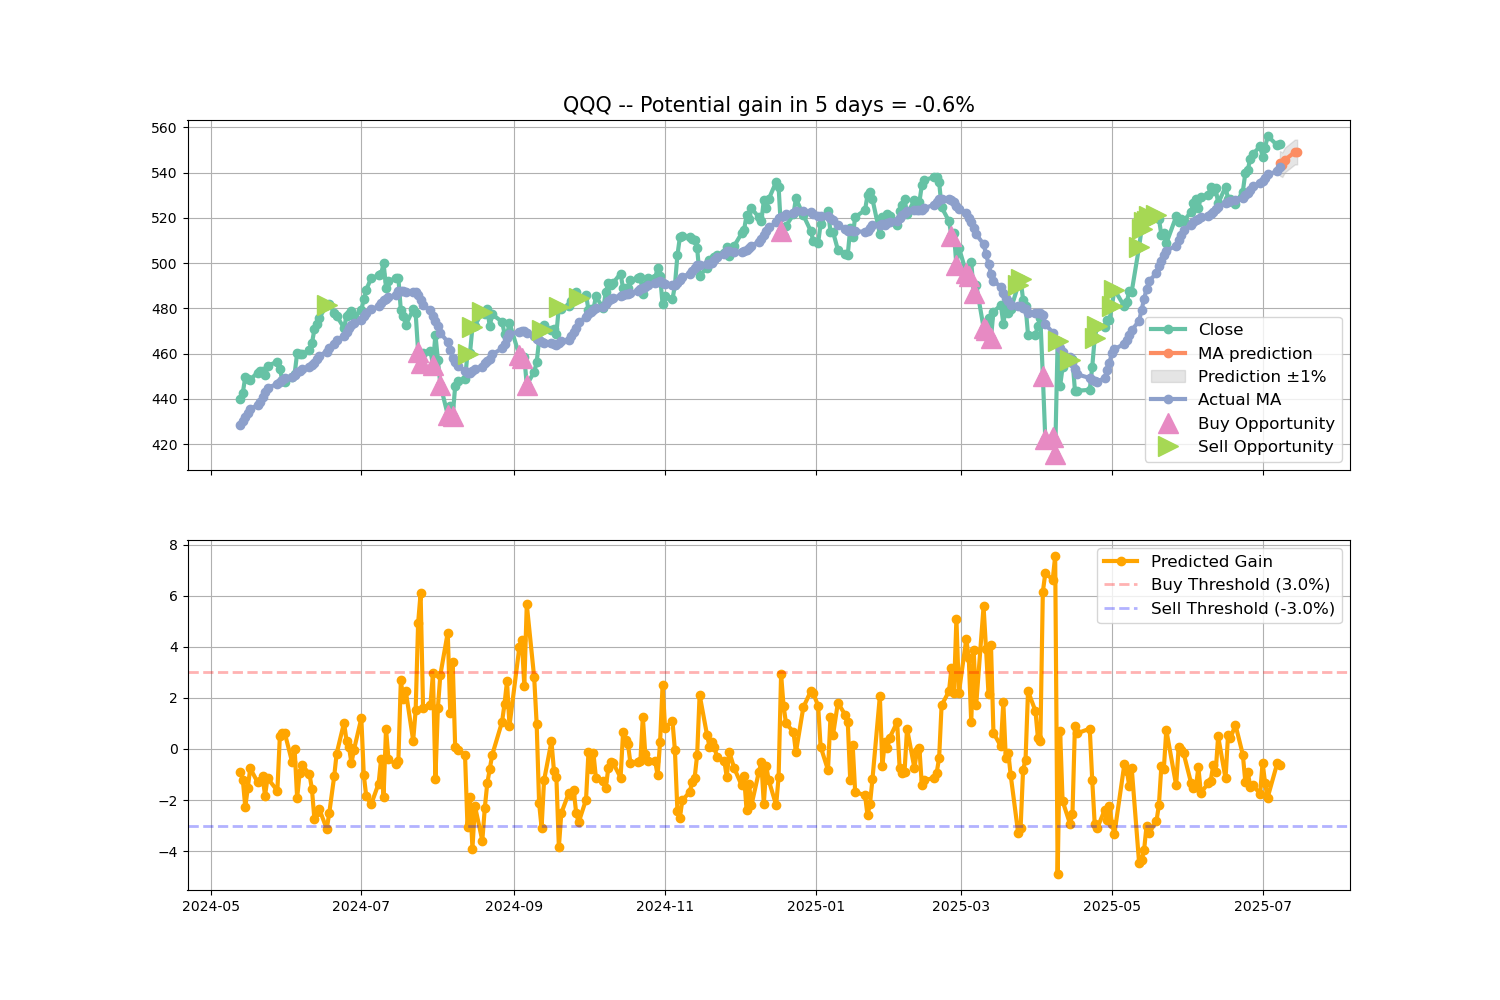 QQQ -- Potential gain in 5 days = -0.6%
560
540
520
500
480
460
440
420
Close
MA prediction
Prediction ±1%
Actual MA
Buy Opportunity
Sell Opportunity
8
6
4
2
0
−2
−4
Predicted Gain
Buy Threshold (3.0%)
Sell Threshold (-3.0%)
2024-05 2024-07 2024-09 2024-11 2025-01 2025-03 2025-05 2025-07